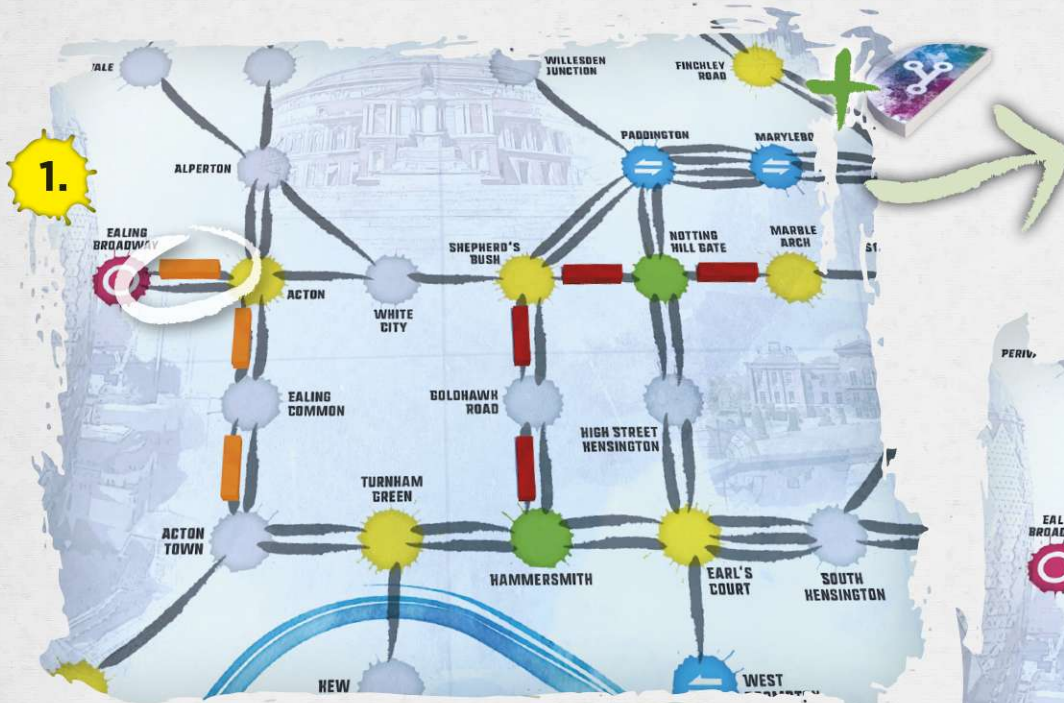 WILLESDEN
JUNCTION
FINCHLEY
ROAD
PADDINGTON
ALPERTON
1.
EALING
BROADWAY
SHEPHERD'S
BUSH
NOTTING
HILL GATE
MARBLE
ARCH
ACTON
WHITE
CITY
EALING
COMMON
GOLDHAWK
ROAD
HIGH STREET
KENSINGTON
TURNHAM
GREEN
ACTON
TOWN
HAMMERSMITH
EARL'S
COURT
SOUTH
KENSINGTON
KEW
WEST